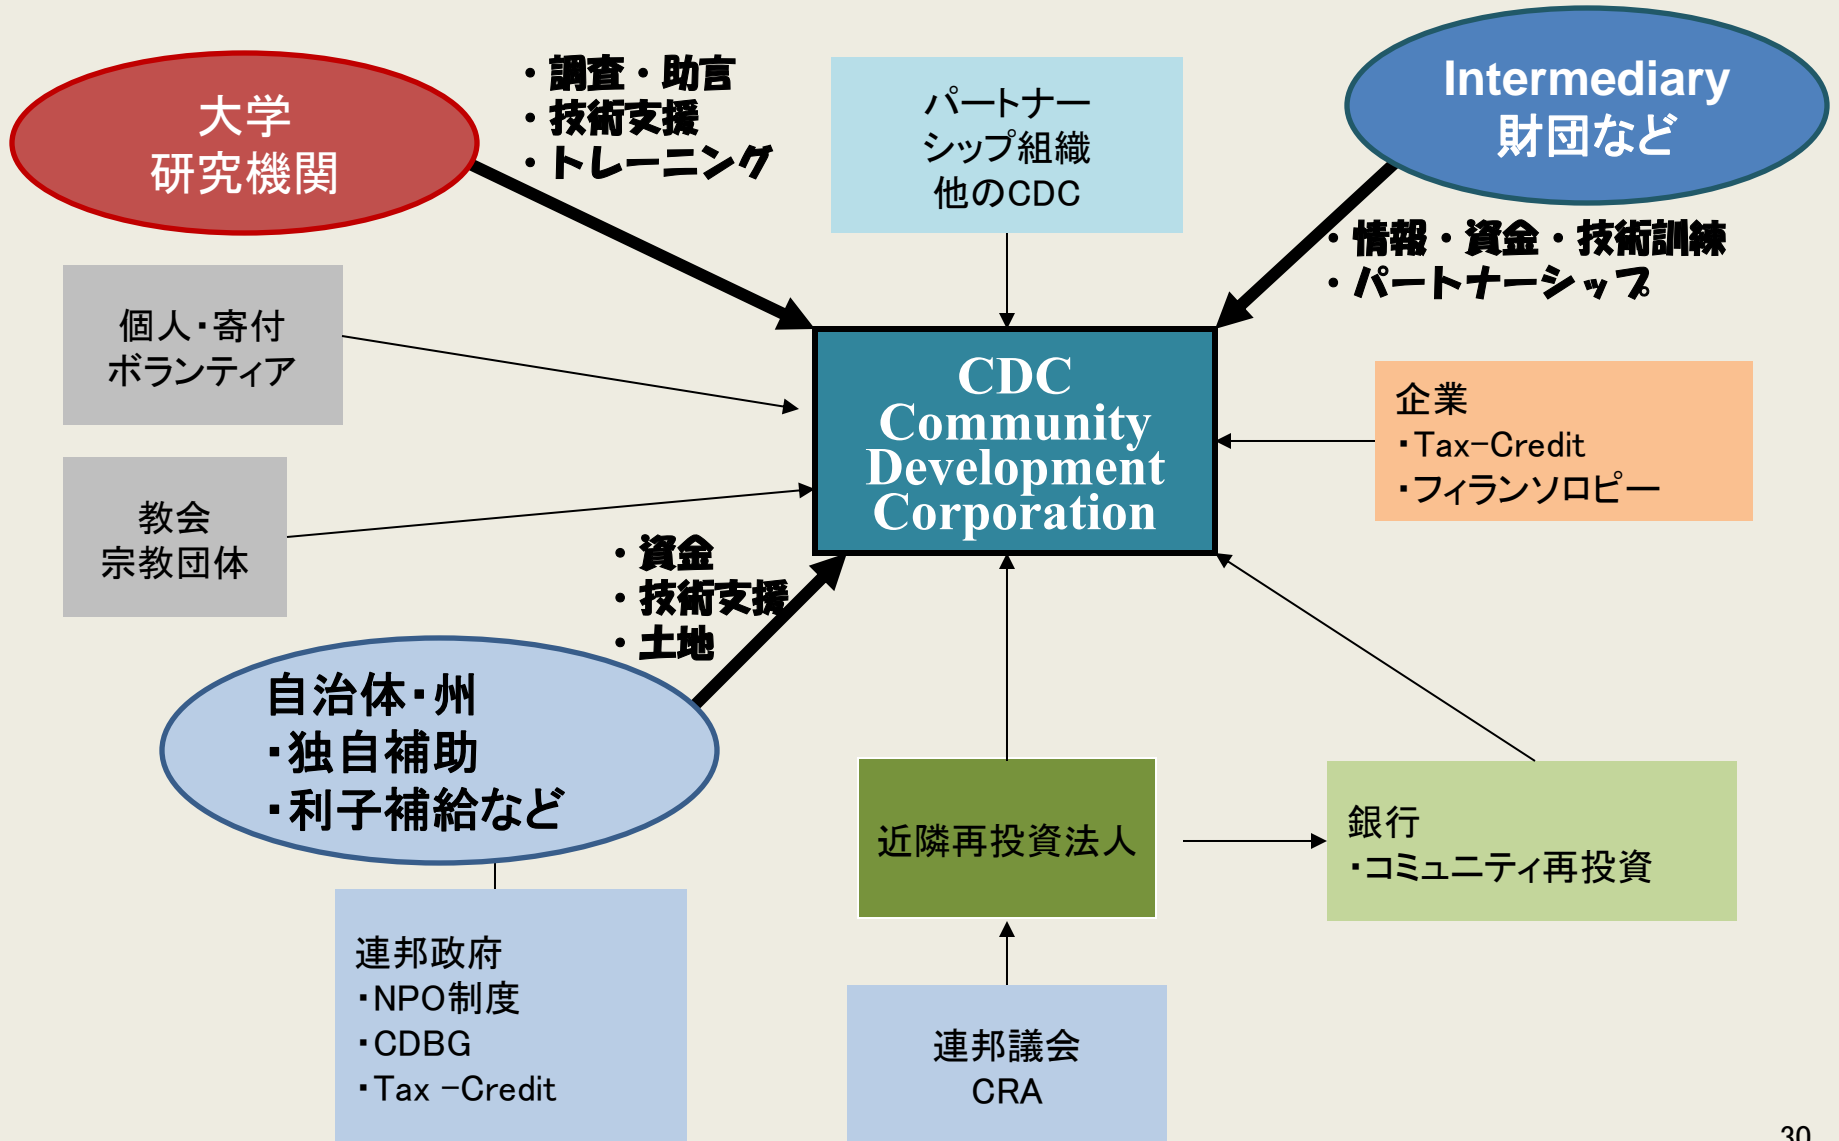 大学
研究機関
・調査・助言
・技術支援
・トレーニング
パートナー
シップ組織
他のCDC
Intermediary
財団など
・情報・資金・技術訓練
・パートナーシップ
個人・寄付
ボランティア
CDC
Community
Development
Corporation
企業
・Tax-Credit
・フィランソロピー
教会
宗教団体
・資金
・技術支援
・土地
自治体・州
・独自補助
・利子補給など
近隣再投資法人
銀行
・コミュニティ再投資
連邦政府
・NPO制度
・CDBG
・Tax -Credit
連邦議会
CRA
30